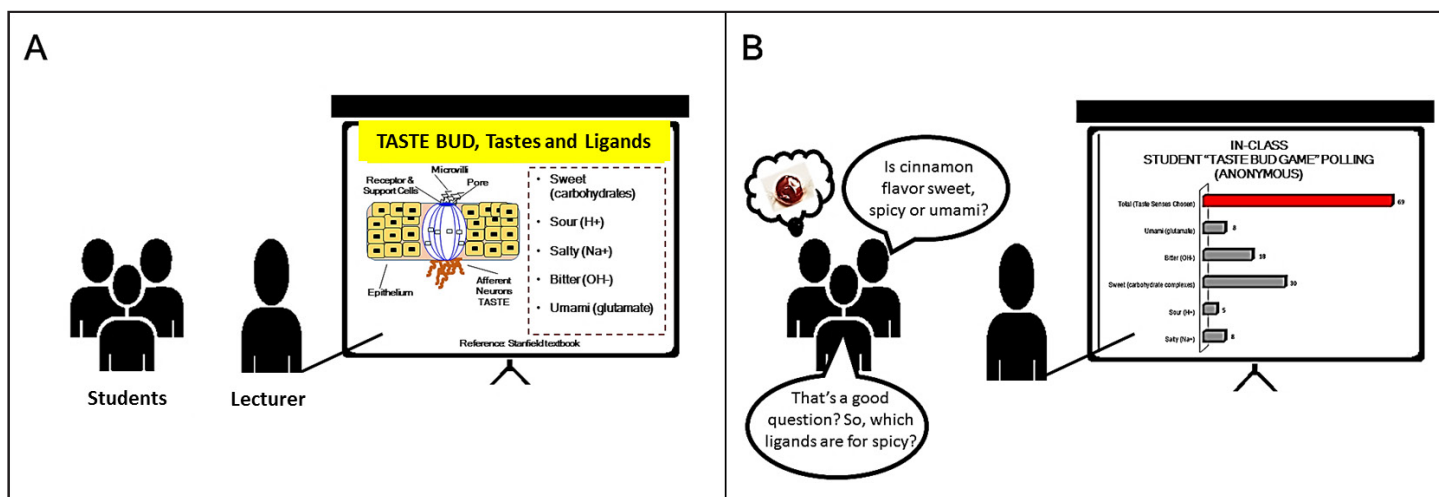 A
TASTE BUD, Tastes and Ligands
Microvilli
Receptor &
Support Cells
Pore
Epithelium
Afferent
Neurons
TASTE
• Sweet
(carbohydrates)
• Sour (H+)
• Salty (Na+)
• Bitter (OH-)
• Umami (glutamate)
Reference: Stanfield textbook
Students
Lecturer
B
Is cinnamon
flavor sweet,
spicy or umami?
That's a good
question? So, which
ligands are for spicy?
IN-CLASS
STUDENT "TASTE BUD GAME" POLLING
(ANONYMOUS)
Total (Taste Senses Chosen) 69
Umami (glutamate) 8
Bitter (OH-) 18
Sweet (carbohydrate complexes) 30
Sour (H+) 5
Salty (Na+) 8